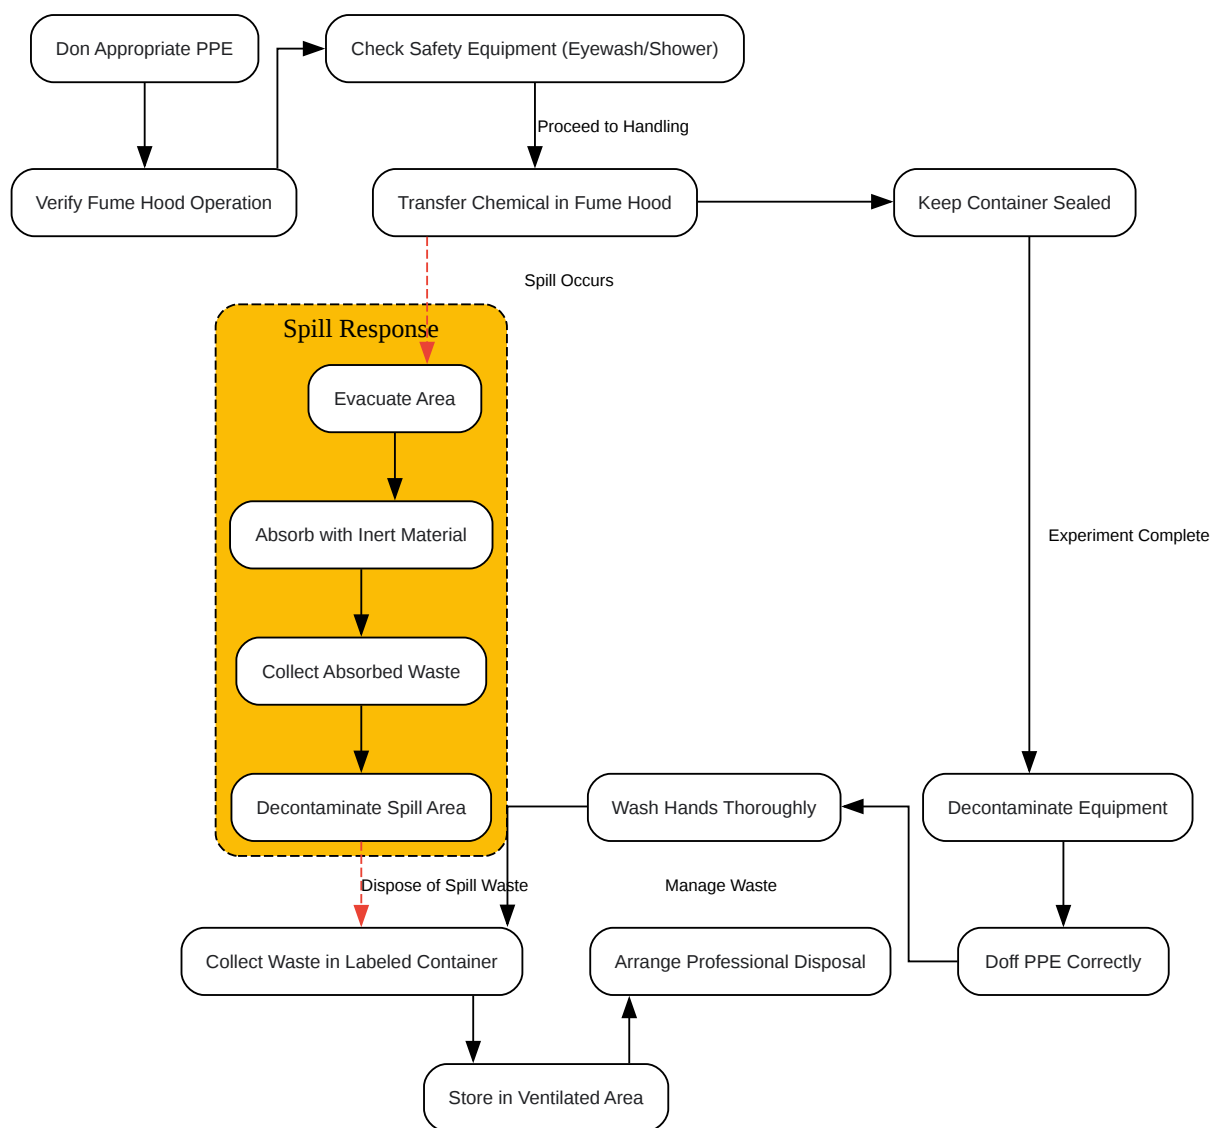 Don Appropriate PPE
Check Safety Equipment (Eyewash/Shower)
Proceed to Handling
Verify Fume Hood Operation
Transfer Chemical in Fume Hood
Keep Container Sealed
Spill Occurs
Spill Response
Evacuate Area
Absorb with Inert Material
Experiment Complete
Collect Absorbed Waste
Decontaminate Spill Area
Wash Hands Thoroughly
Decontaminate Equipment
Dispose of Spill Waste
Manage Waste
Collect Waste in Labeled Container
Arrange Professional Disposal
Doff PPE Correctly
Store in Ventilated Area